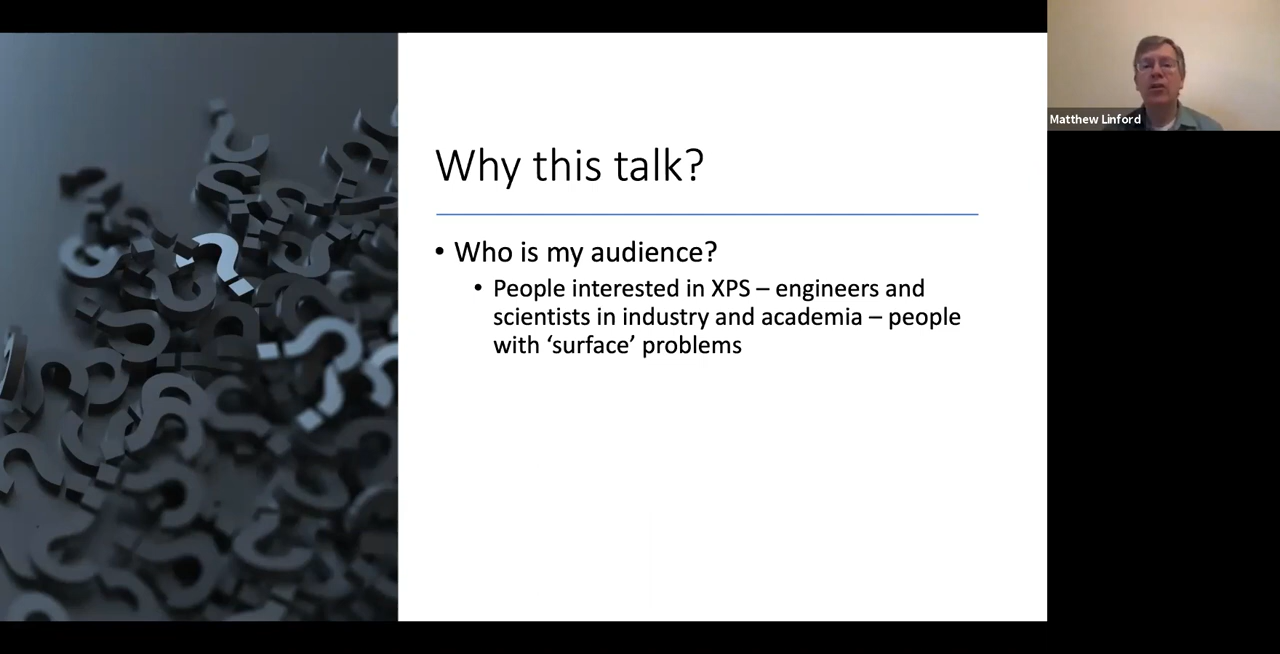 Matthew Linford
Why this talk?
• Who is my audience?
• People interested in XPS – engineers and
scientists in industry and academia – people
with ‘surface’ problems